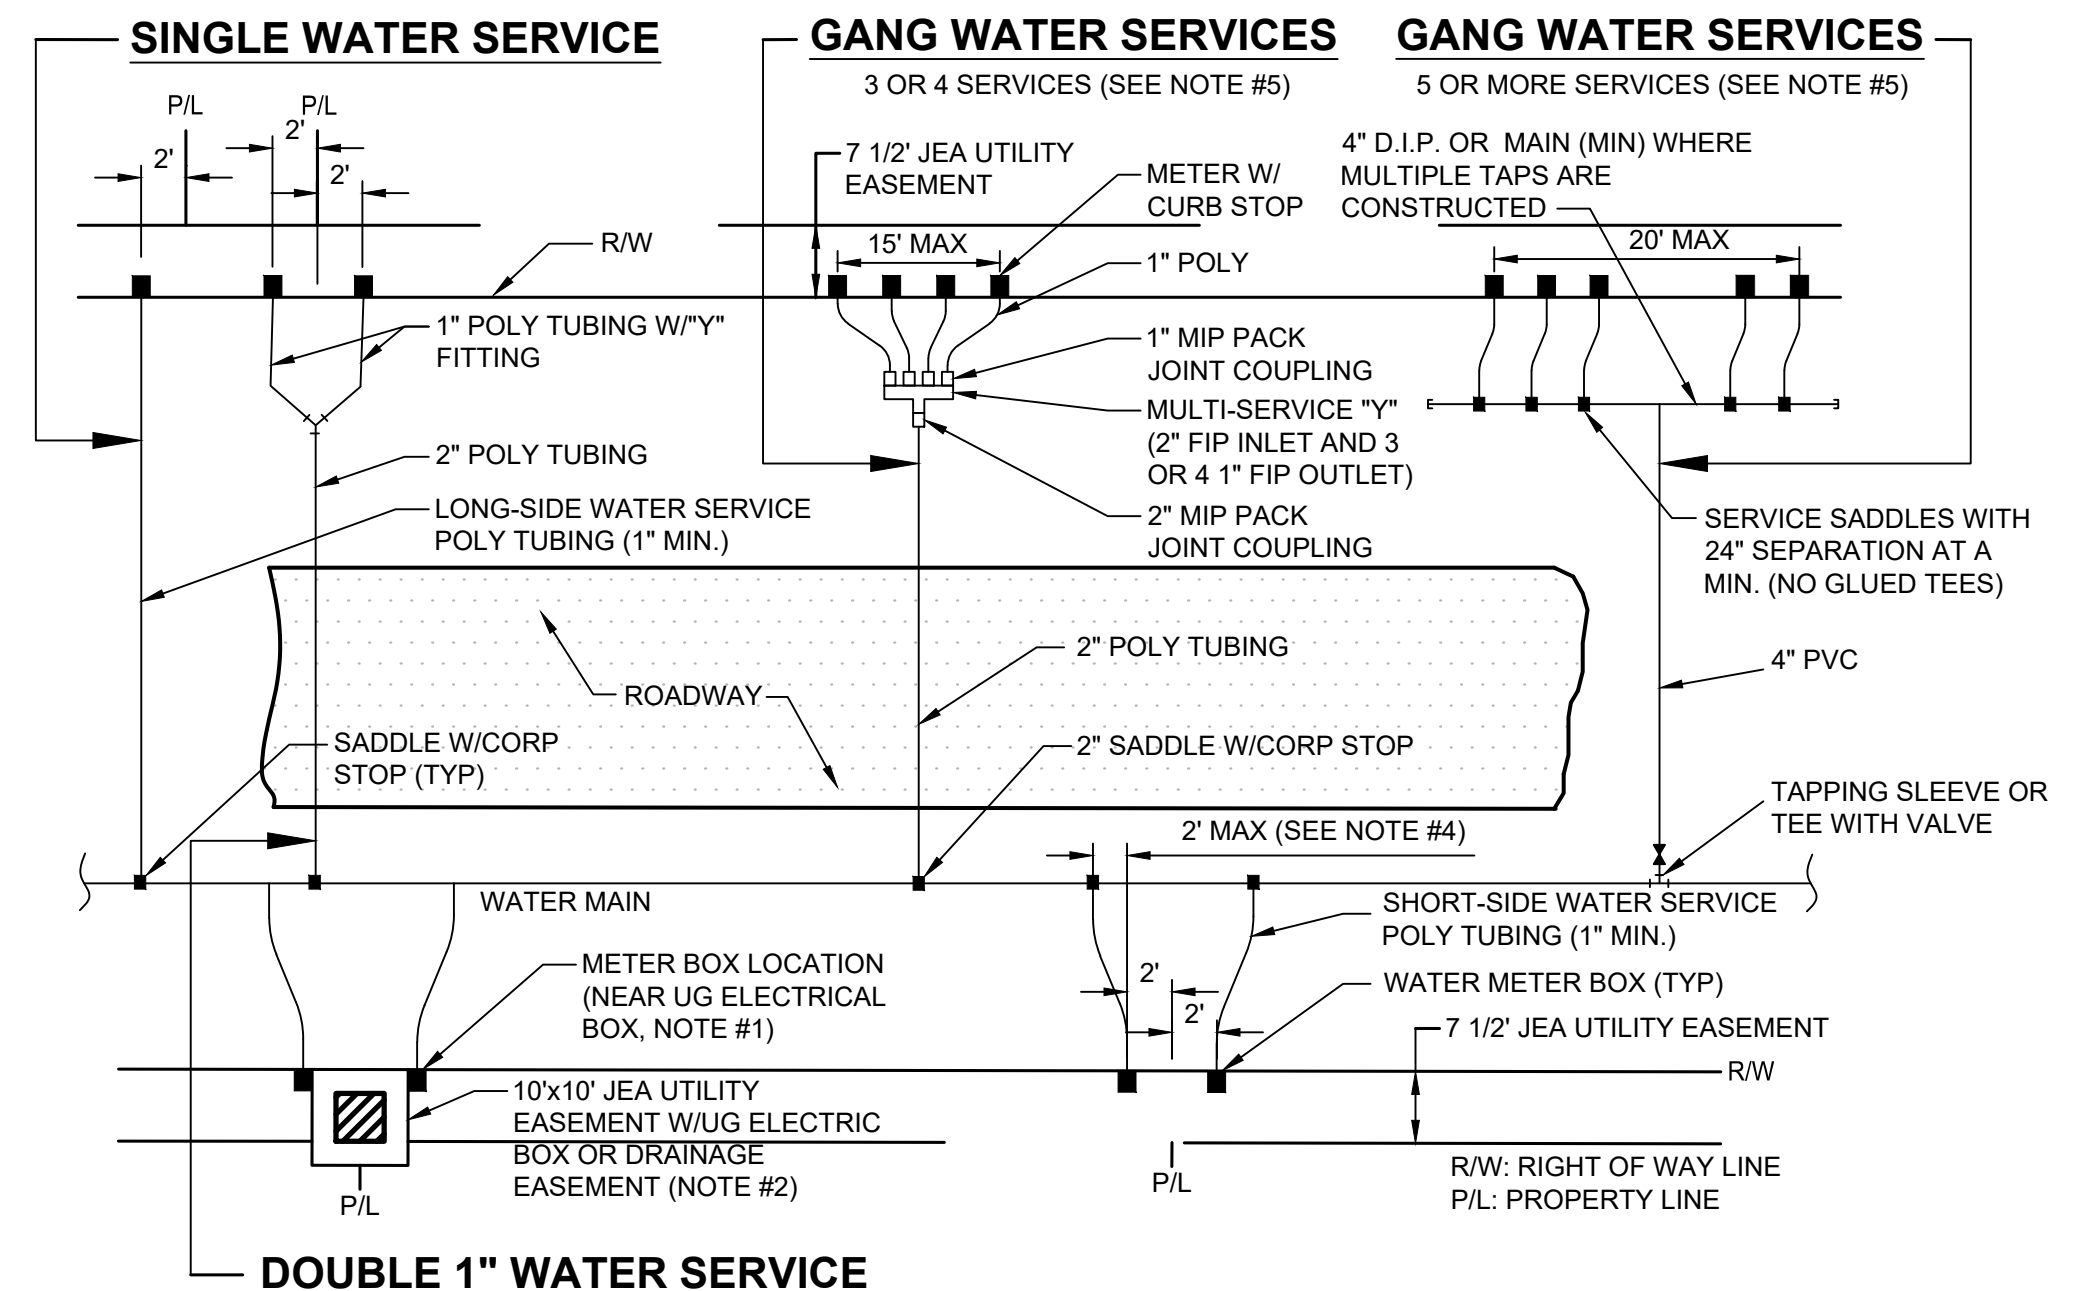 SINGLE WATER SERVICE
GANG WATER SERVICES
3 OR 4 SERVICES (SEE NOTE #5)
GANG WATER SERVICES
5 OR MORE SERVICES (SEE NOTE #5)
P/L
P/L
2'
2'
2'
7 1/2' JEA UTILITY
EASEMENT
METER W/
CURB STOP
4" D.I.P. OR MAIN (MIN) WHERE
MULTIPLE TAPS ARE
CONSTRUCTED
R/W
15' MAX
1" POLY
20' MAX
1" POLY TUBING W/"Y"
FITTING
1" MIP PACK
JOINT COUPLING
MULTI-SERVICE "Y"
(2" FIP INLET AND 3
OR 4 1" FIP OUTLET)
2" POLY TUBING
LONG-SIDE WATER SERVICE
POLY TUBING (1" MIN.)
2" MIP PACK
JOINT COUPLING
SERVICE SADDLES WITH
24" SEPARATION AT A
MIN. (NO GLUED TEES)
2" POLY TUBING
4" PVC
ROADWAY
SADDLE W/CORP
STOP (TYP)
2" SADDLE W/CORP STOP
TAPPING SLEEVE OR
TEE WITH VALVE
2' MAX (SEE NOTE #4)
WATER MAIN
SHORT-SIDE WATER SERVICE
POLY TUBING (1" MIN.)
METER BOX LOCATION
(NEAR UG ELECTRICAL
BOX, NOTE #1)
2'
2'
WATER METER BOX (TYP)
7 1/2' JEA UTILITY EASEMENT
R/W
10'x10' JEA UTILITY
EASEMENT W/UG ELECTRIC
BOX OR DRAINAGE
EASEMENT (NOTE #2)
P/L
P/L
R/W: RIGHT OF WAY LINE
P/L: PROPERTY LINE
DOUBLE 1" WATER SERVICE